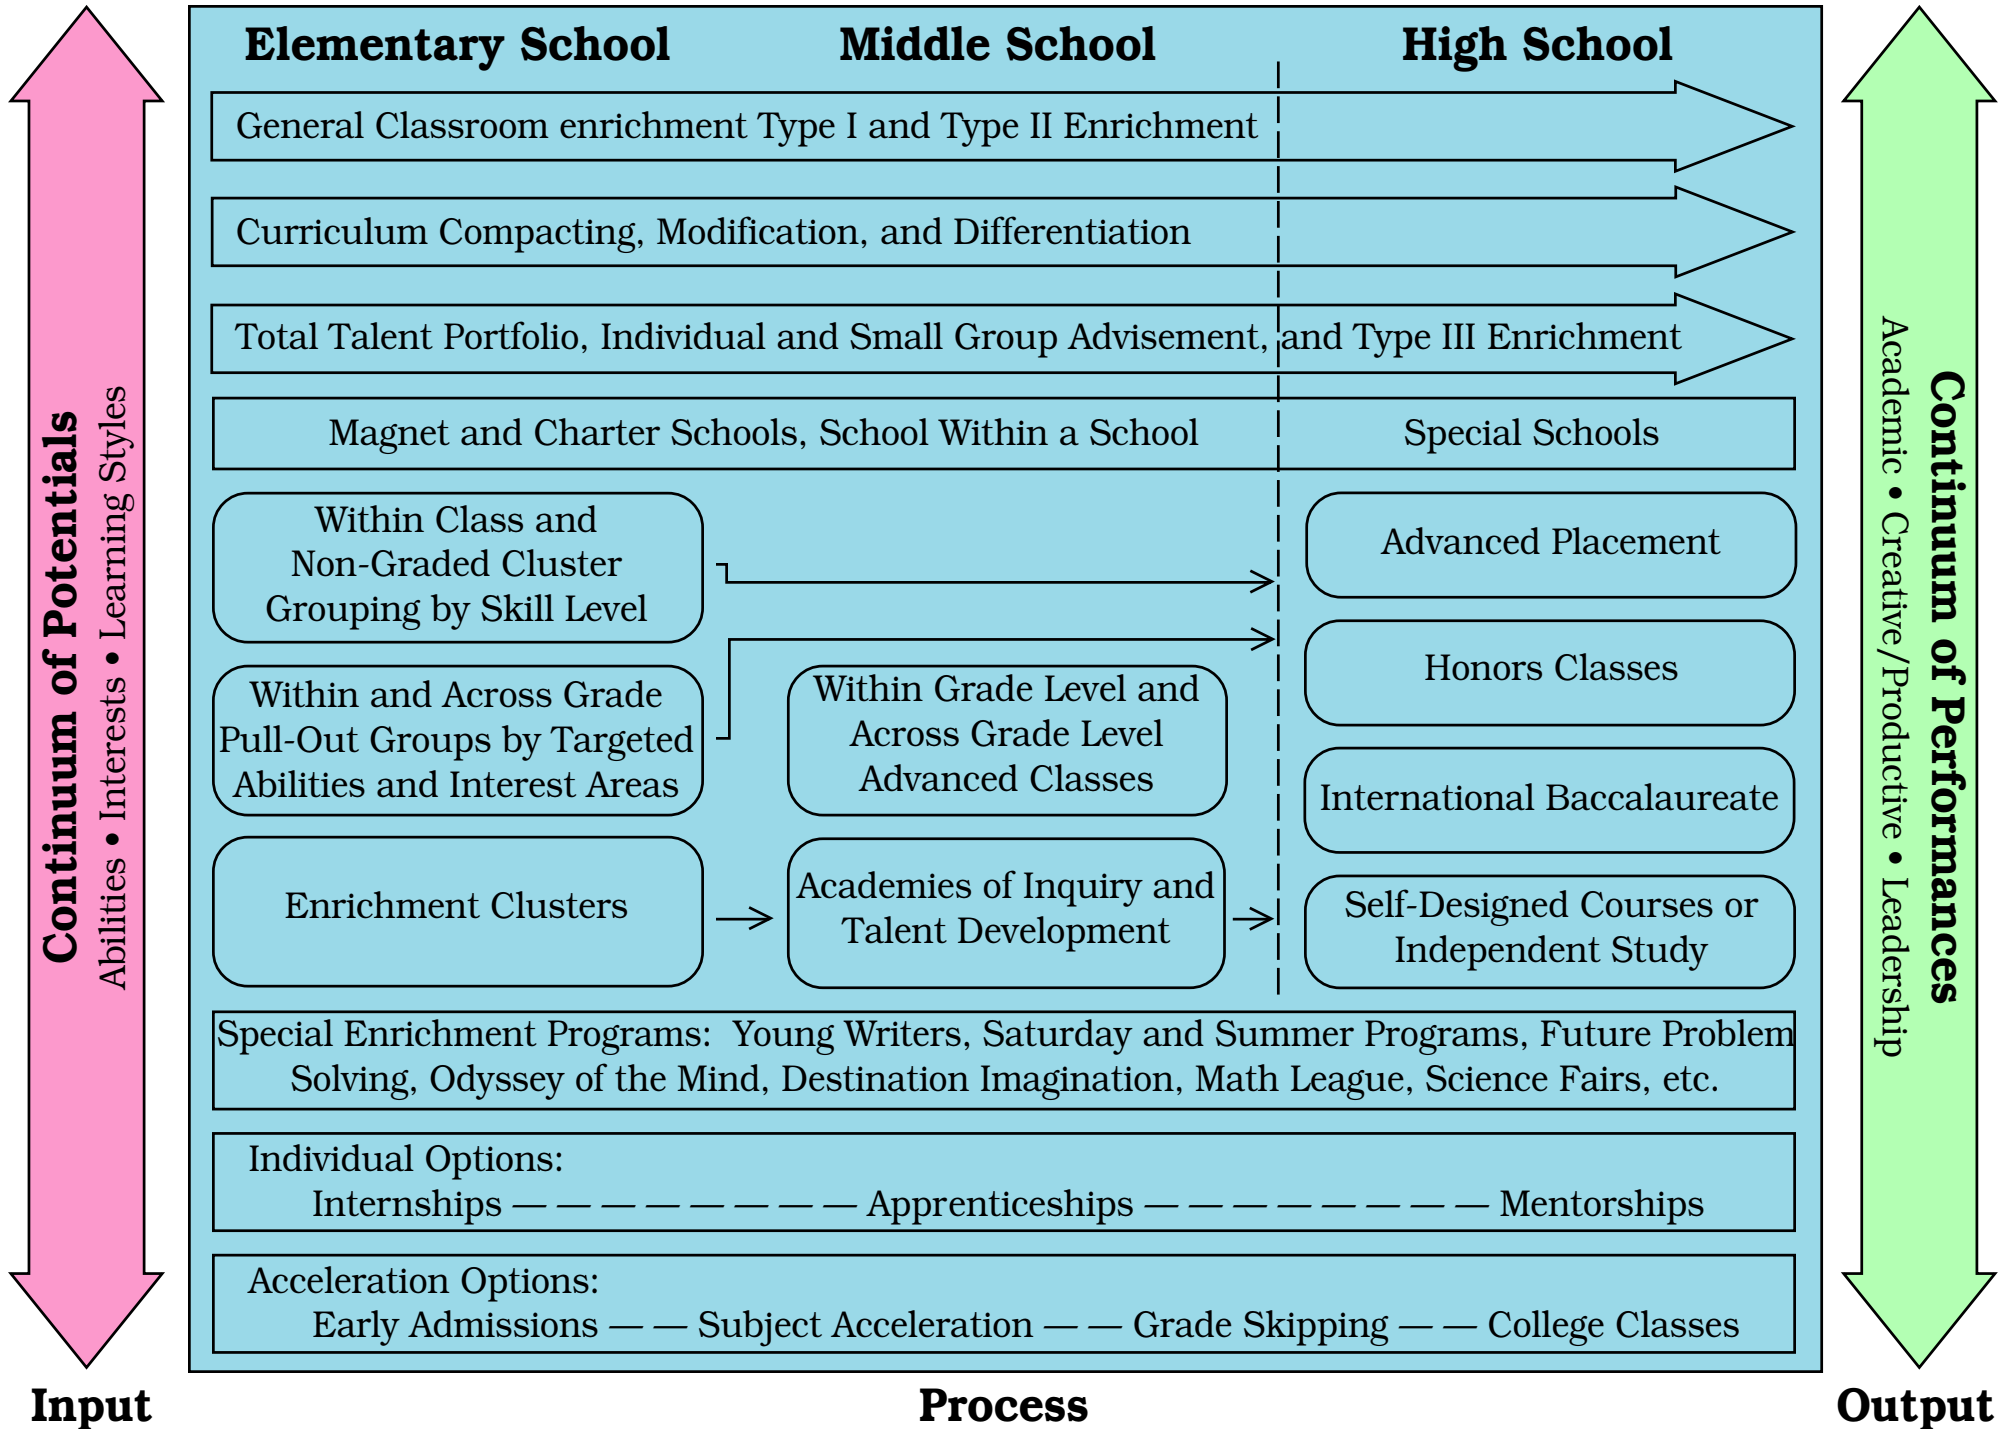 Elementary School
Middle School
High School
General Classroom enrichment Type I and Type II Enrichment
Curriculum Compacting, Modification, and Differentiation
Total Talent Portfolio, Individual and Small Group Advisement, and Type III Enrichment
Magnet and Charter Schools, School Within a School
Special Schools
Within Class and
Non-Graded Cluster
Grouping by Skill Level
Within and Across Grade
Pull-Out Groups by Targeted
Abilities and Interest Areas
Enrichment Clusters
Within Grade Level and
Across Grade Level
Advanced Classes
Academies of Inquiry and
Talent Development
Advanced Placement
Honors Classes
International Baccalaureate
Self-Designed Courses or
Independent Study
Special Enrichment Programs: Young Writers, Saturday and Summer Programs, Future Problem
Solving, Odyssey of the Mind, Destination Imagination, Math League, Science Fairs, etc.
Individual Options:
Internships — — — — — — — — Apprenticeships — — — — — — — — Mentorships
Acceleration Options:
Early Admissions — — Subject Acceleration — — Grade Skipping — — College Classes
Continuum of Potentials
Abilities • Interests • Learning Styles
Continuum of Performances
Academic • Creative/Productive • Leadership
Input
Process
Output